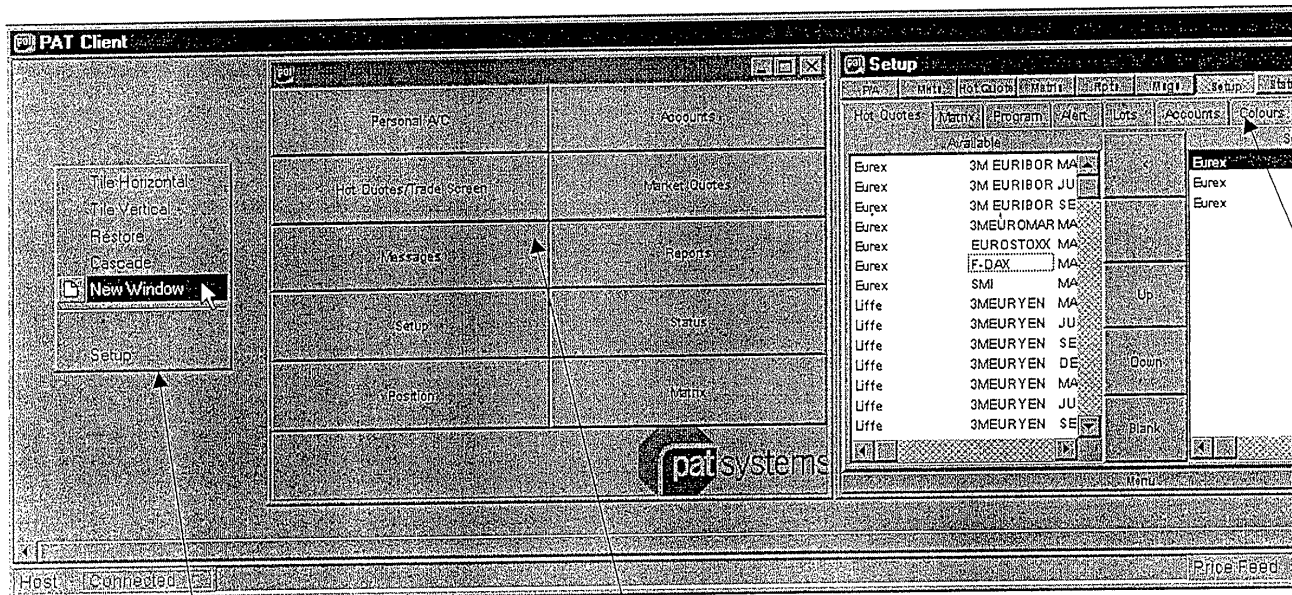 PAT Client
Tile Horizontal
Tile Vertical
Restore
Cascade
New Window
Setup
pat
Personal A/C
Accounts
Hot Quotes/Trade Screen
Market Quotes
Messages
Reports
Setup
Status
Positions
Matrix
pat systems
Setup
P/A Hot Quote Matrix Rpts Setup
Hot Quotes Matrix Program Alert Lots Accounts Colours
Available
Eurex 3M EURIBOR MA
Eurex 3M EURIBOR JU
Eurex 3M EURIBOR SE
Eurex 3MEUROMAR MA
Eurex EUROSTOXX MA
Eurex F-DAX MA
Eurex SMI MA
Liffe 3MEURYEN MA
Liffe 3MEURYEN JU
Liffe 3MEURYEN SE
Liffe 3MEURYEN DE
Liffe 3MEURYEN MA
Liffe 3MEURYEN JU
Liffe 3MEURYEN SE
<
Up
Down
Blank
S
Eurex
Eurex
Eurex
Menu
Host Connected
Price Feed